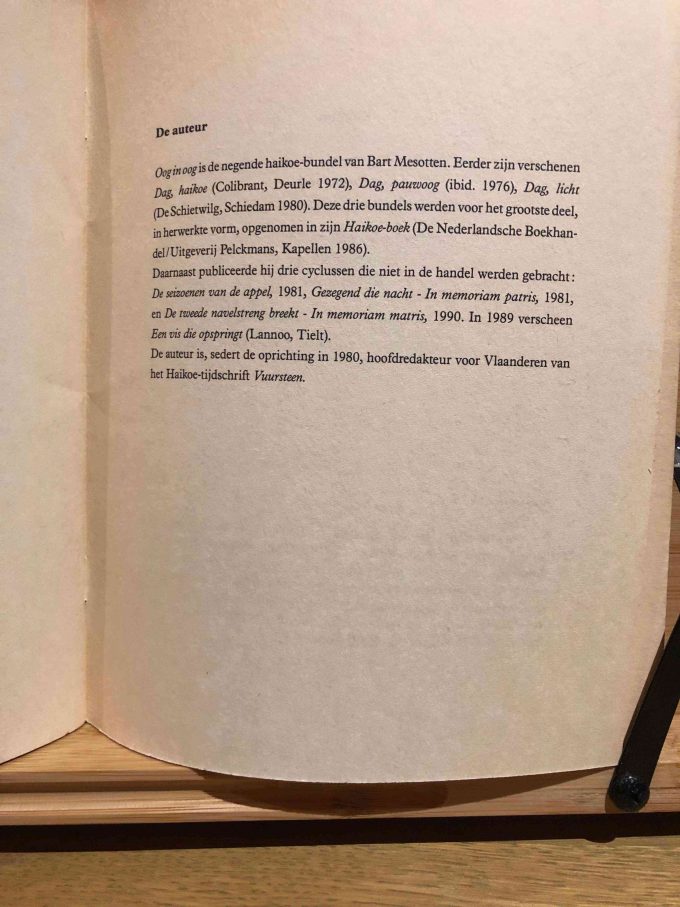 De auteur
Oog in oog is de negende haikoe-bundel van Bart Mesotten. Eerder zijn verschenen
Dag, haikoe (Colibrant, Deurle 1972), Dag, pauwoog (ibid. 1976), Dag, licht
(De Schietwilg, Schiedam 1980). Deze drie bundels werden voor het grootste deel,
in herwerkte vorm, opgenomen in zijn Haikoe-boek (De Nederlandsche Boekhan-
del/Uitgeverij Pelckmans, Kapellen 1986).
Daarnaast publiceerde hij drie cyclussen die niet in de handel werden gebracht:
De seizoenen van de appel, 1981, Gezegend die nacht - In memoriam patris, 1981,
en De tweede navelstreng breekt - In memoriam matris, 1990. In 1989 verscheen
Een vis die opspringt (Lannoo, Tielt).
De auteur is, sedert de oprichting in 1980, hoofdredakteur voor Vlaanderen van
het Haikoe-tijdschrift Vuursteen.